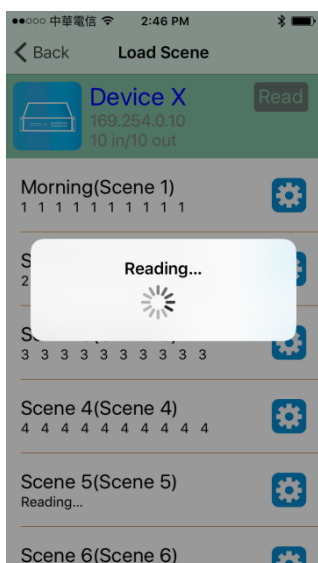 中華電信 2:46 PM
Back Load Scene
Device X Read
169.254.0.10
10 in/10 out
Morning(Scene 1)
1 1 1 1 1 1 1 1 1 1
S
2
Reading...
S
3 3 3 3 3 3 3 3 3 3
Scene 4(Scene 4)
4 4 4 4 4 4 4 4 4 4
Scene 5(Scene 5)
Reading...
Scene 6(Scene 6)